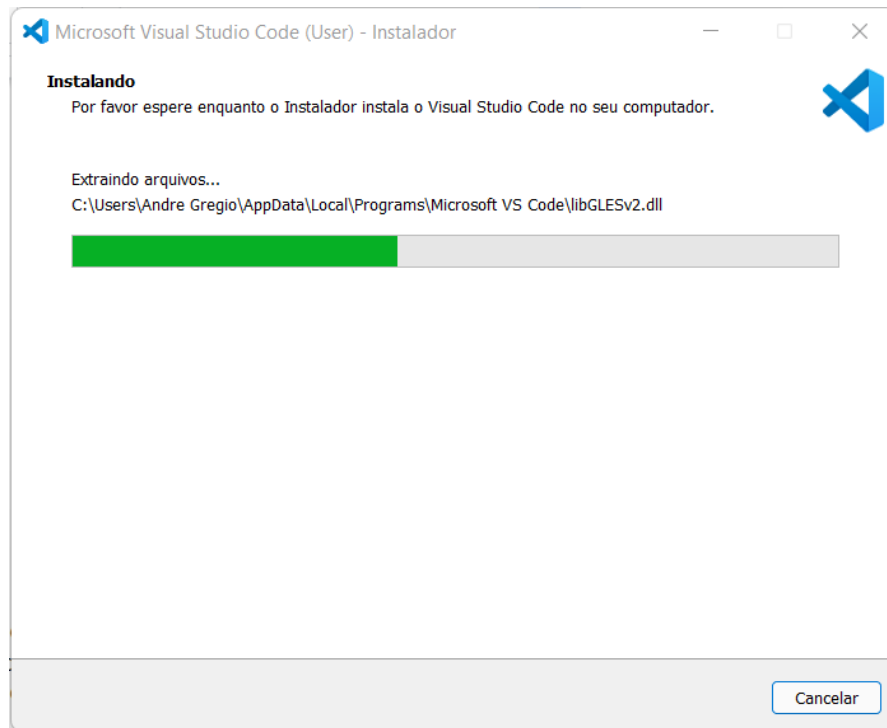 Microsoft Visual Studio Code (User) - Instalador
Instalando
Por favor espere enquanto o Instalador instala o Visual Studio Code no seu computador.
Extraindo arquivos...
C:\Users\Andre Gregio\AppData\Local\Programs\Microsoft VS Code\libGLESv2.dll
Cancelar